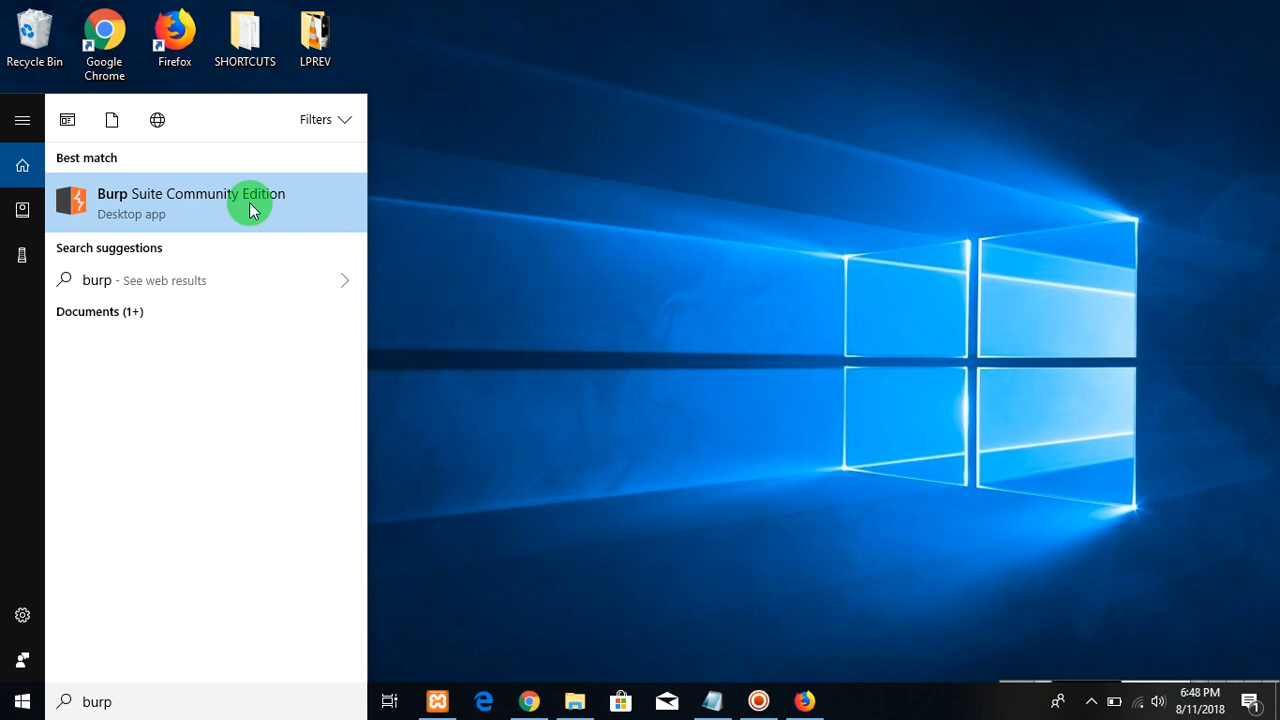 Recycle Bin
Google Chrome
Firefox
SHORTCUTS
LPREV
Filters
Best match
Burp Suite Community Edition
Desktop app
Search suggestions
burp - See web results
Documents (1+)
burp
6:48 PM
8/11/2018
1